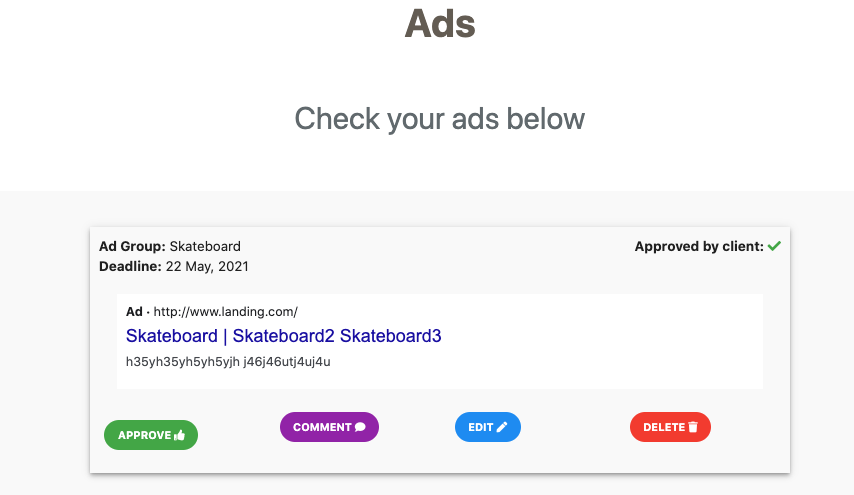 Ads
Check your ads below
Ad Group: Skateboard
Approved by client:
Deadline: 22 May, 2021
Ad · http://www.landing.com/
Skateboard | Skateboard2 Skateboard3
h35yh35yh5yh5yjh j46j46utj4uj4u
APPROVE
COMMENT
EDIT
DELETE